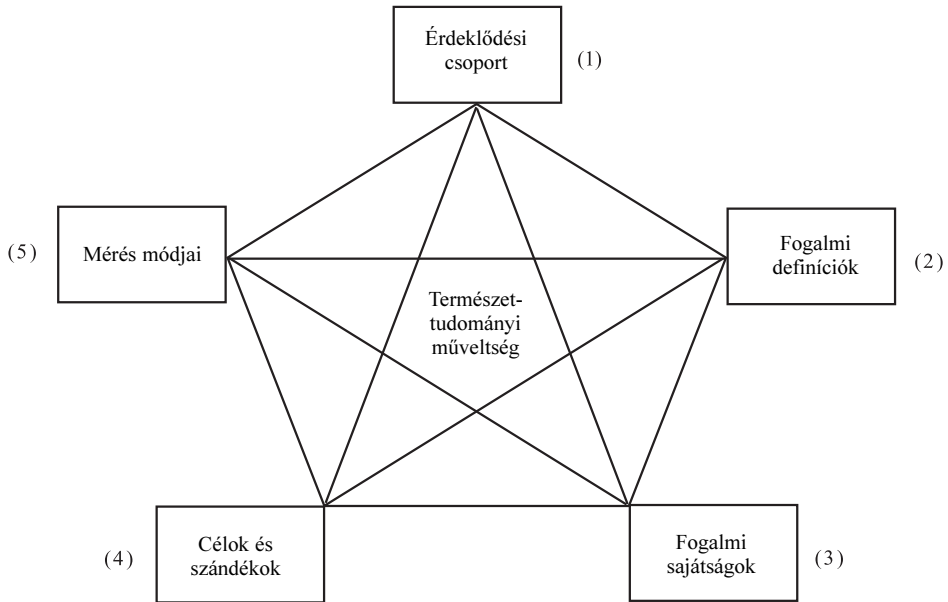 Érdeklődési
csoport
(1)
(5)
Mérés módjai
Fogalmi
definíciók
(2)
Természet-
tudományi
műveltség
(4)
Célok és
szándékok
Fogalmi
sajátságok
(3)